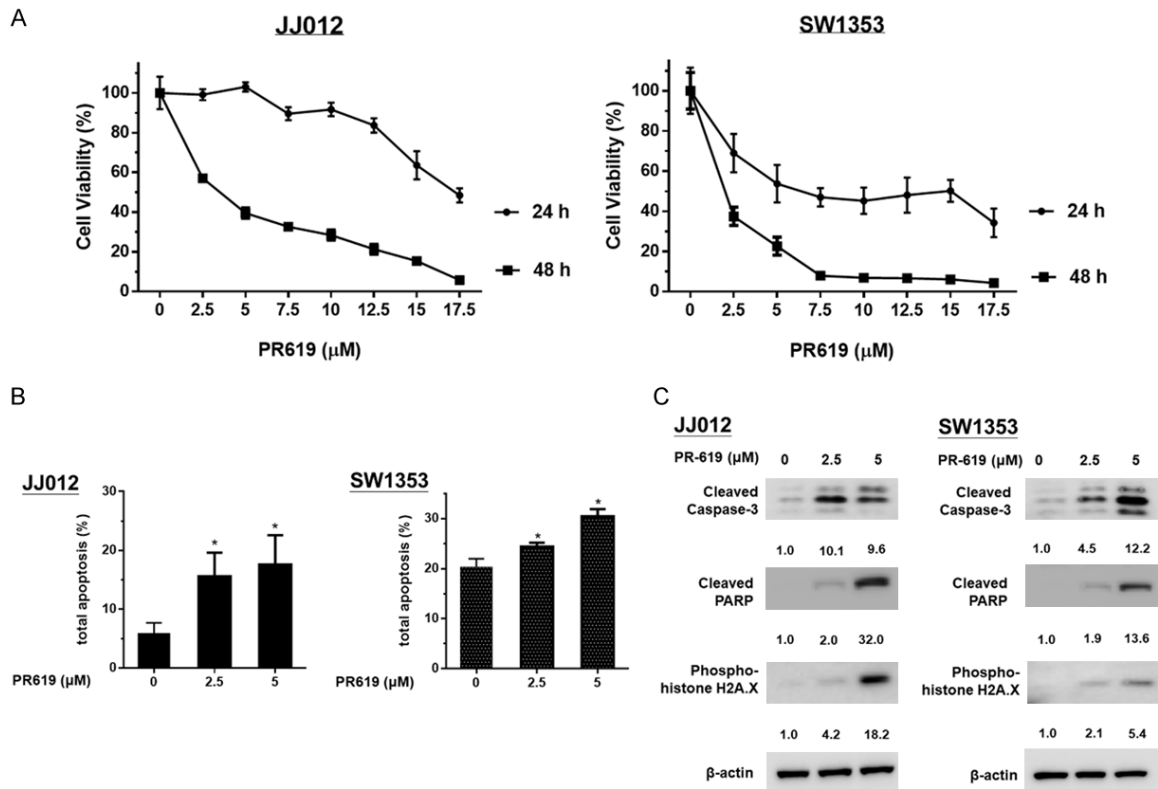 A
JJ012
Cell Viability (%)
100
80
60
40
20
0
0 2.5 5 7.5 10 12.5 15 17.5
PR619 (μM)
24 h
48 h
SW1353
Cell Viability (%)
100
80
60
40
20
0
0 2.5 5 7.5 10 12.5 15 17.5
PR619 (μM)
24 h
48 h
B
JJ012
total apoptosis (%)
30
20
10
0
* *
PR619 (μM) 0 2.5 5
SW1353
total apoptosis (%)
30
20
10
0
* *
PR619 (μM) 0 2.5 5
C
JJ012
PR-619 (μM) 0 2.5 5
Cleaved
Caspase-3
1.0 10.1 9.6
Cleaved
PARP
1.0 2.0 32.0
Phospho-
histone H2A.X
1.0 4.2 18.2
β-actin
SW1353
PR-619 (μM) 0 2.5 5
Cleaved
Caspase-3
1.0 4.5 12.2
Cleaved
PARP
1.0 1.9 13.6
Phospho-
histone H2A.X
1.0 2.1 5.4
β-actin